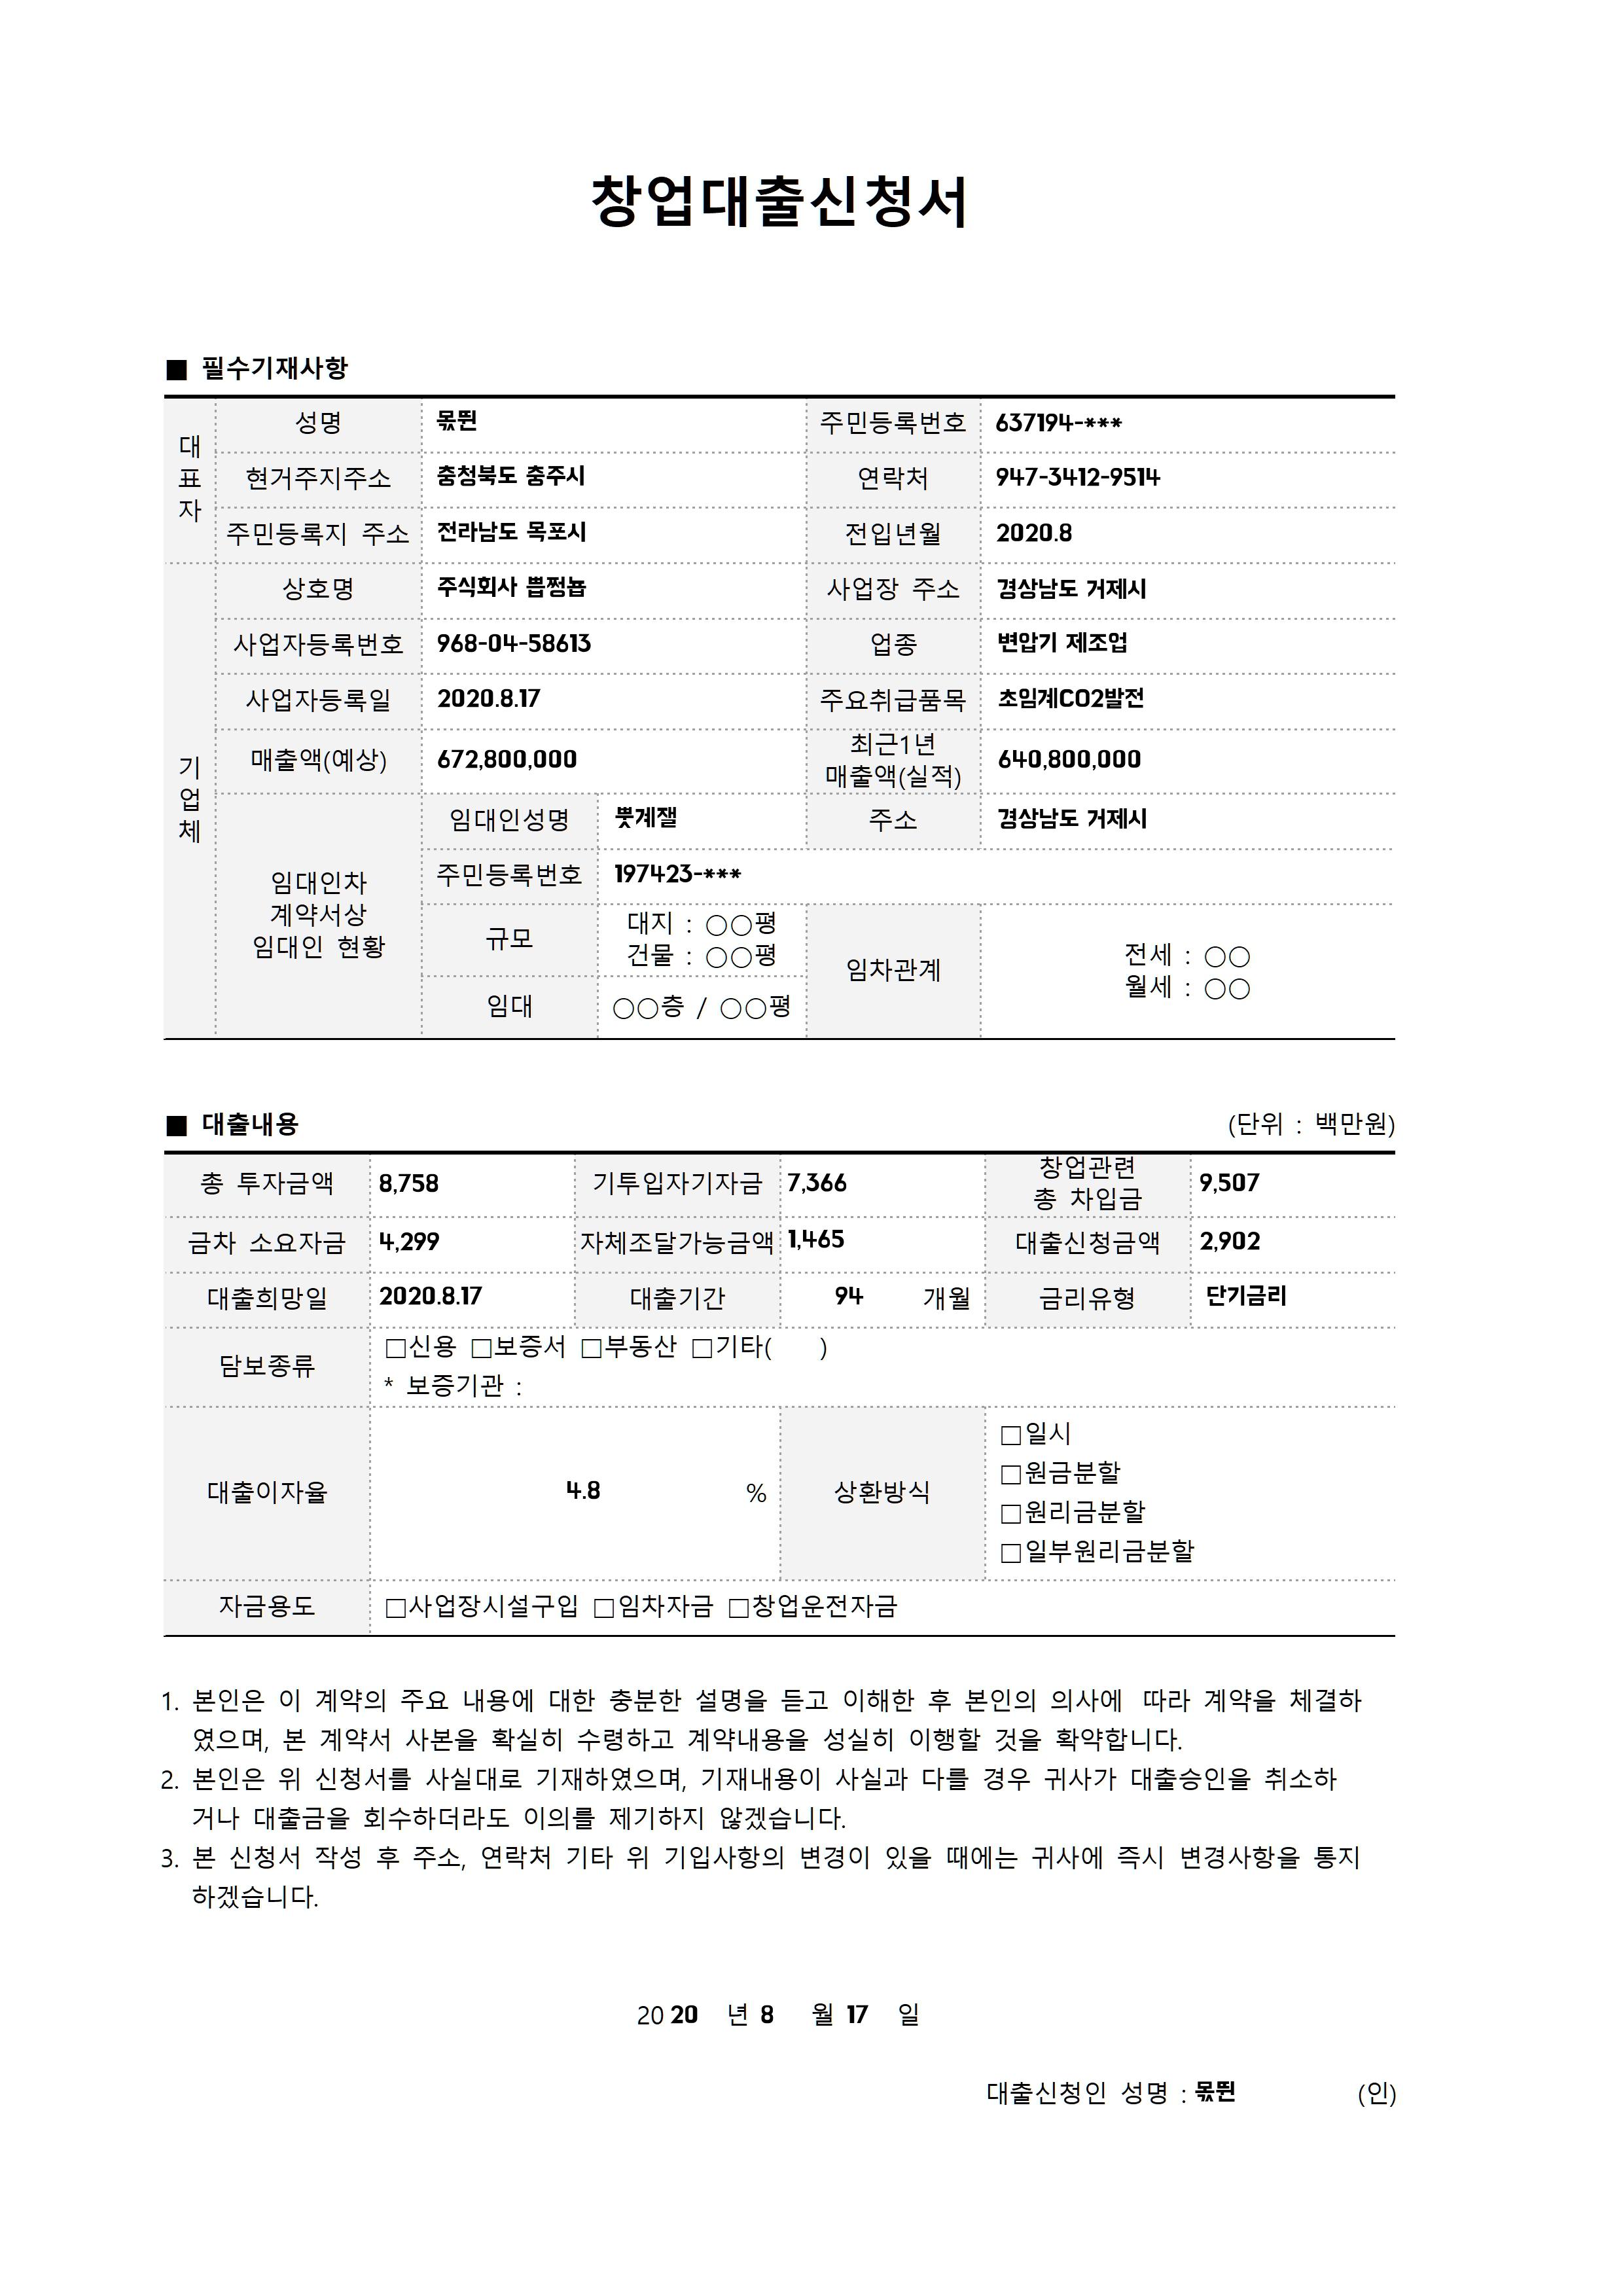 창업대출신청서
■ 필수기재사항
대표자
성명 몫뛴 주민등록번호 637194-***
현거주지주소 충청북도 충주시 연락처 947-3412-9514
주민등록지 주소 전라남도 목포시 전입년월 2020.8
기업체
상호명 주식회사 쁩쩡늅 사업장 주소 경상남도 거제시
사업자등록번호 968-04-58613 업종 변압기 제조업
사업자등록일 2020.8.17 주요취급품목 초임계CO2발전
매출액(예상) 672,800,000 최근1년 매출액(실적) 640,800,000
임대인차 계약서상 임대인 현황
임대인성명 뿟계잴 주소 경상남도 거제시
주민등록번호 197423-***
규모 대지 : ○○평
건물 : ○○평
임차관계 전세 : ○○
월세 : ○○
임대 ○○층 / ○○평
■ 대출내용 (단위 : 백만원)
총 투자금액 8,758 기투입자기자금 7,366 창업관련 총 차입금 9,507
금차 소요자금 4,299 자체조달가능금액 1,465 대출신청금액 2,902
대출희망일 2020.8.17 대출기간 94 개월 금리유형 단기금리
담보종류 □신용 □보증서 □부동산 □기타( )
* 보증기관 :
대출이자율 4.8 % 상환방식
□일시
□원금분할
□원리금분할
□일부원리금분할
자금용도 □사업장시설구입 □임차자금 □창업운전자금
1. 본인은 이 계약의 주요 내용에 대한 충분한 설명을 듣고 이해한 후 본인의 의사에 따라 계약을 체결하
였으며, 본 계약서 사본을 확실히 수령하고 계약내용을 성실히 이행할 것을 확약합니다.
2. 본인은 위 신청서를 사실대로 기재하였으며, 기재내용이 사실과 다를 경우 귀사가 대출승인을 취소하
거나 대출금을 회수하더라도 이의를 제기하지 않겠습니다.
3. 본 신청서 작성 후 주소, 연락처 기타 위 기입사항의 변경이 있을 때에는 귀사에 즉시 변경사항을 통지
하겠습니다.
20 20 년 8 월 17 일
대출신청인 성명 : 몫뛴 (인)